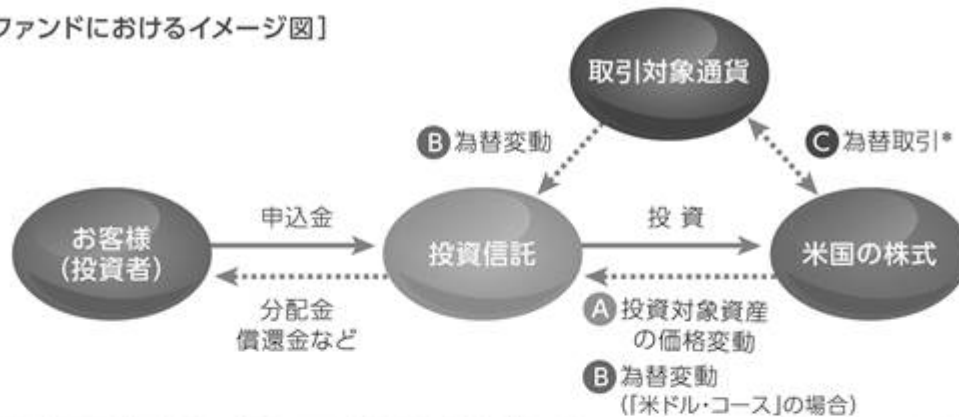 ファンドにおけるイメージ図]
取引対象通貨
B 為替変動
C 為替取引*
お客様
(投資者)
申込金
投資信託
投 資
米国の株式
分配金
償還金など
A 投資対象資産
の価格変動
B 為替変動
(「米ドル・コース」の場合)